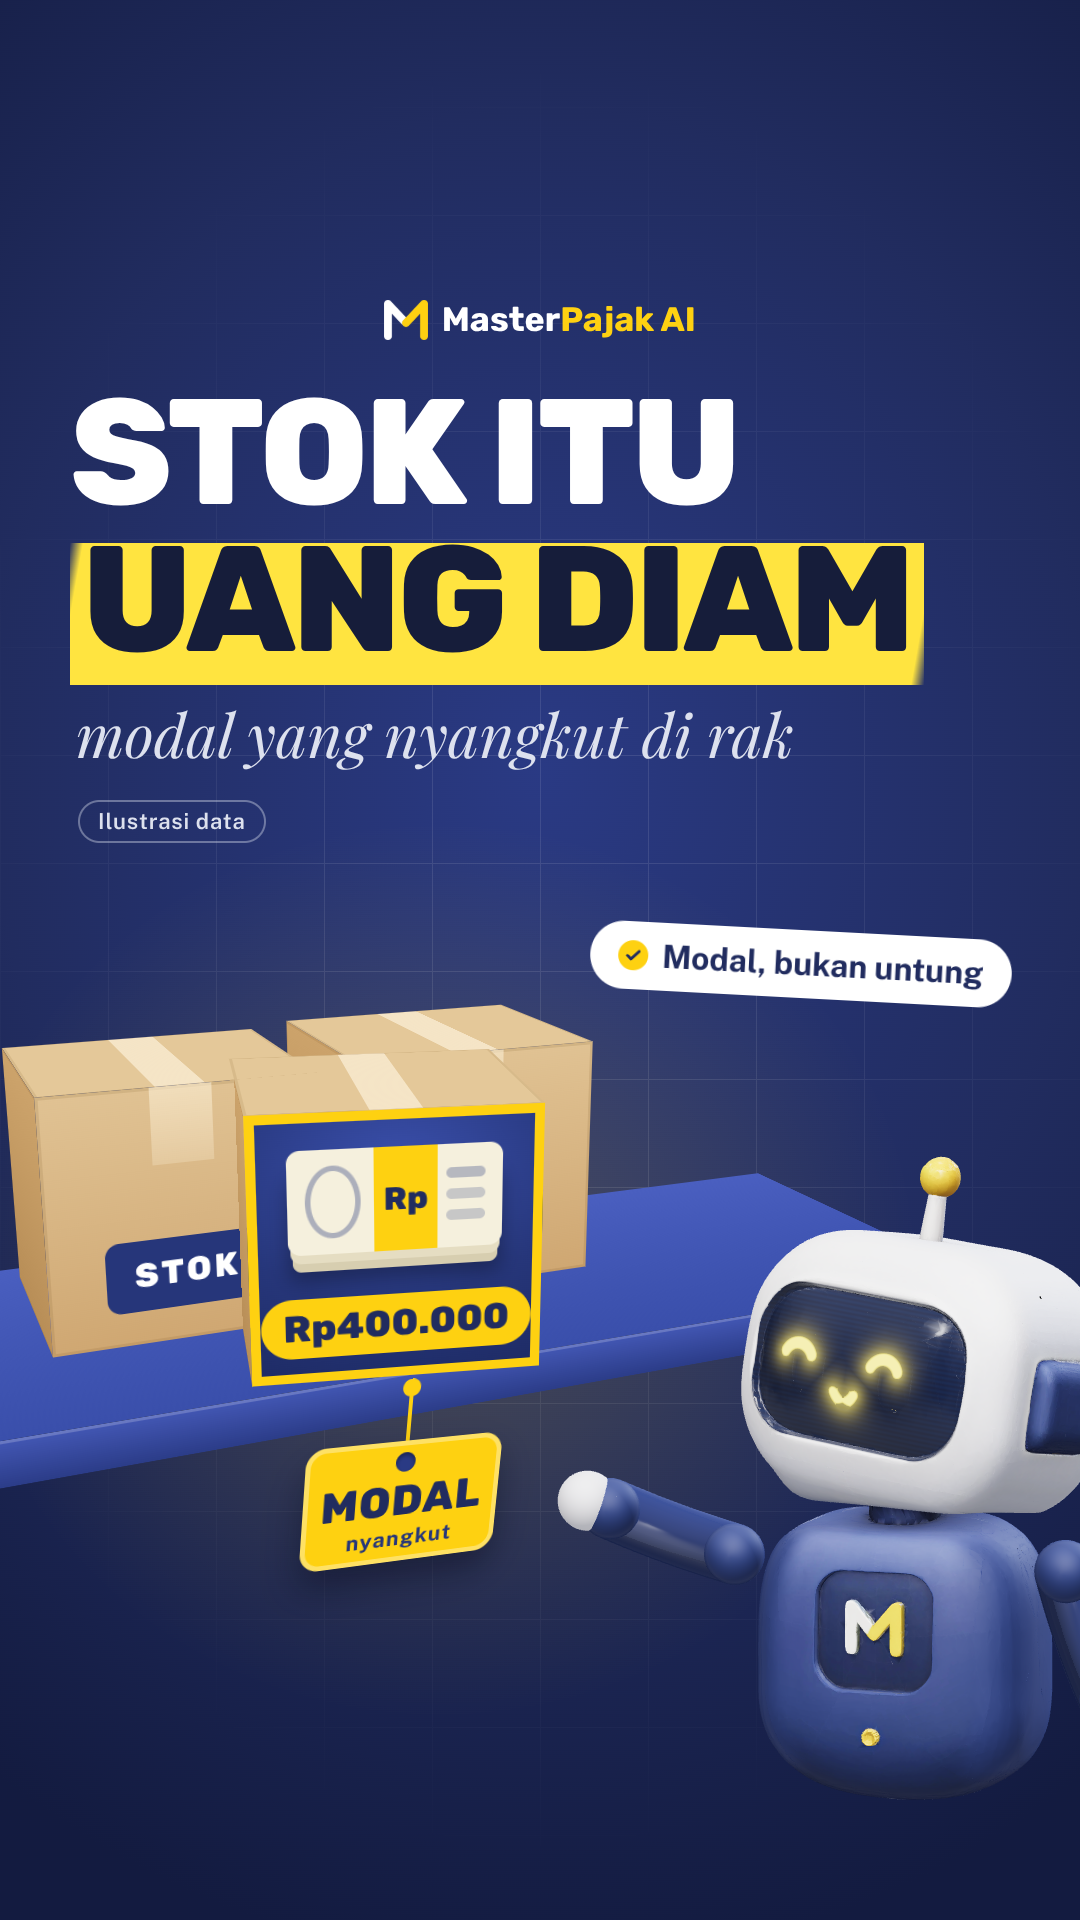 MasterPajak AI
STOK ITU
UANG DIAM
modal yang nyangkut di rak
Ilustrasi data
Modal, bukan untung
Rp
STOK
Rp400.000
MODAL
nyangkut
M